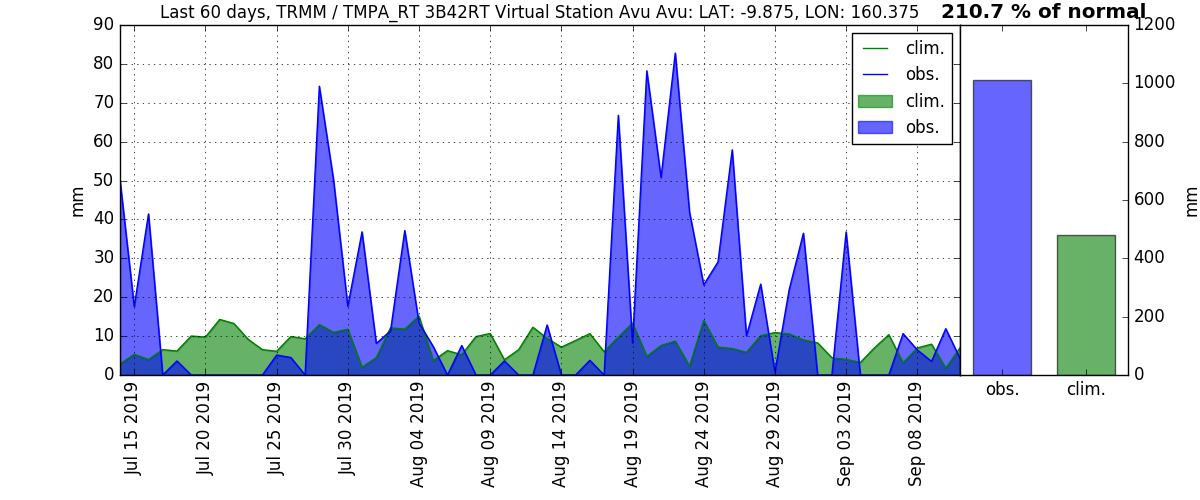 Last 60 days, TRMM / TMPA_RT 3B42RT Virtual Station Avu Avu: LAT: -9.875, LON: 160.375
210.7 % of normal
90
80
70
60
50
40
30
20
10
0
mm
clim.
obs.
clim.
obs.
Jul 15 2019
Jul 20 2019
Jul 25 2019
Jul 30 2019
Aug 04 2019
Aug 09 2019
Aug 14 2019
Aug 19 2019
Aug 24 2019
Aug 29 2019
Sep 03 2019
Sep 08 2019
1200
1000
800
600
400
200
0
mm
obs.
clim.